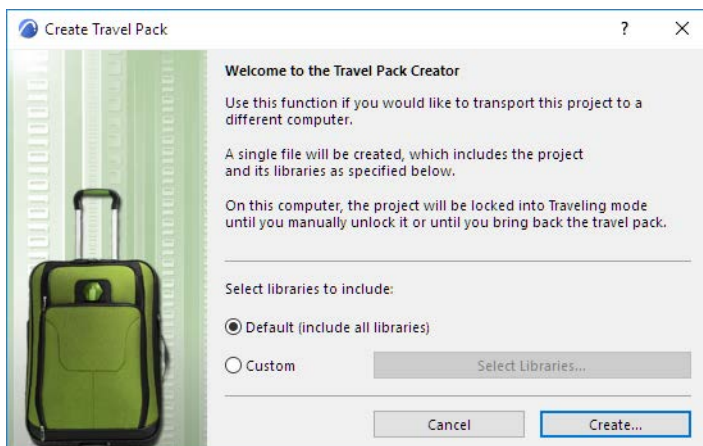 Create Travel Pack
?
Welcome to the Travel Pack Creator
Use this function if you would like to transport this project to a
different computer.
A single file will be created, which includes the project
and its libraries as specified below.
On this computer, the project will be locked into Traveling mode
until you manually unlock it or until you bring back the travel pack.
Select libraries to include:
Default (include all libraries)
Custom
Select Libraries...
Cancel
Create...